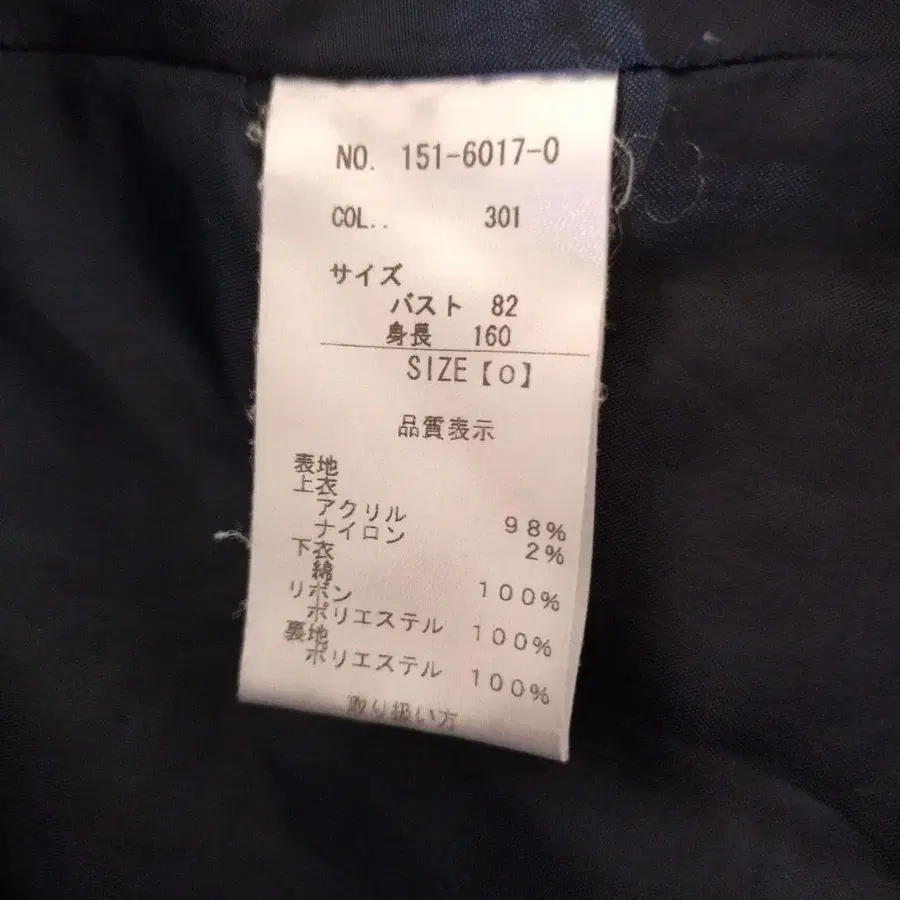 NO. 151-6017-0
COL.. 301
サイズ
バスト 82
身長 160
SIZE【0】
品質表示
表地
上衣
アクリル 98%
ナイロン 2%
下衣
綿 100%
リボン
ポリエステル 100%
裏地
ポリエステル 100%
取り扱い方